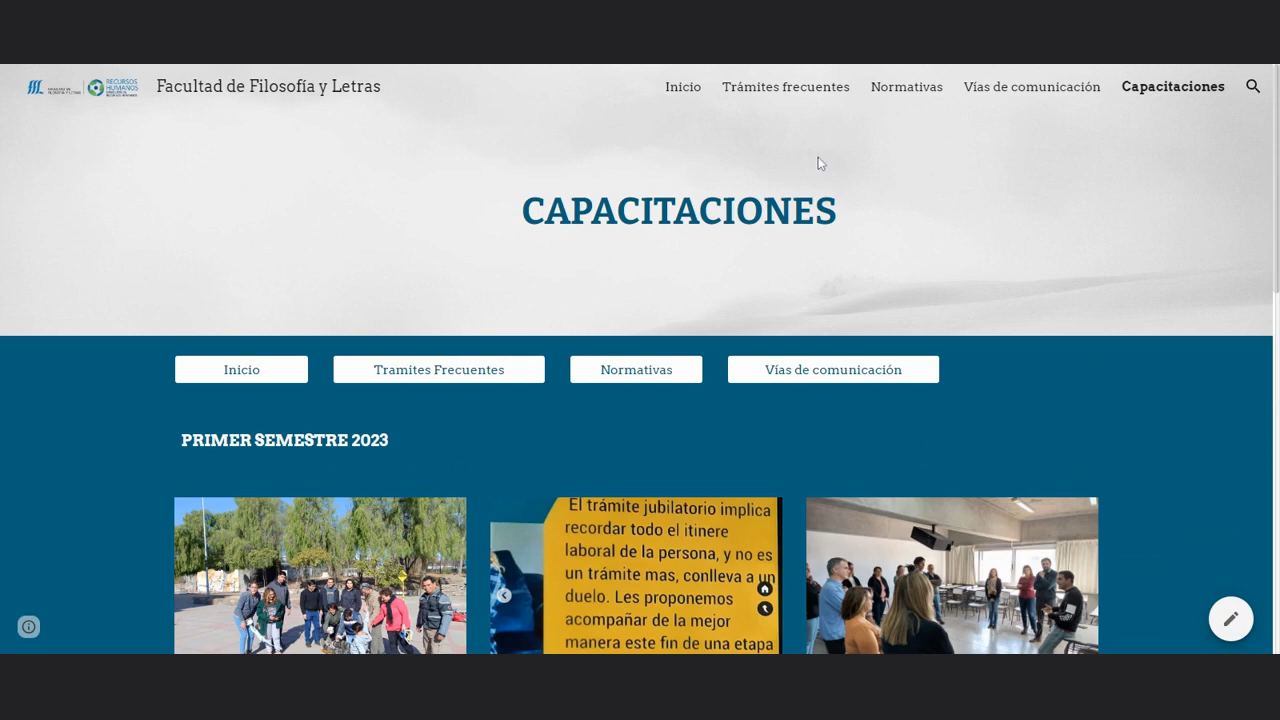 RECURSOS
HUMANOS
Facultad de Filosofía y Letras
Inicio
Trámites frecuentes
Normativas
Vías de comunicación
Capacitaciones
CAPACITACIONES
Inicio
Tramites Frecuentes
Normativas
Vías de comunicación
PRIMER SEMESTRE 2023
El trámite jubilatorio implica
recordar todo el itinere
laboral de la persona, y no es
un trámite mas, conlleva a un
duelo. Les proponemos
acompañar de la mejor
manera este fin de una etapa